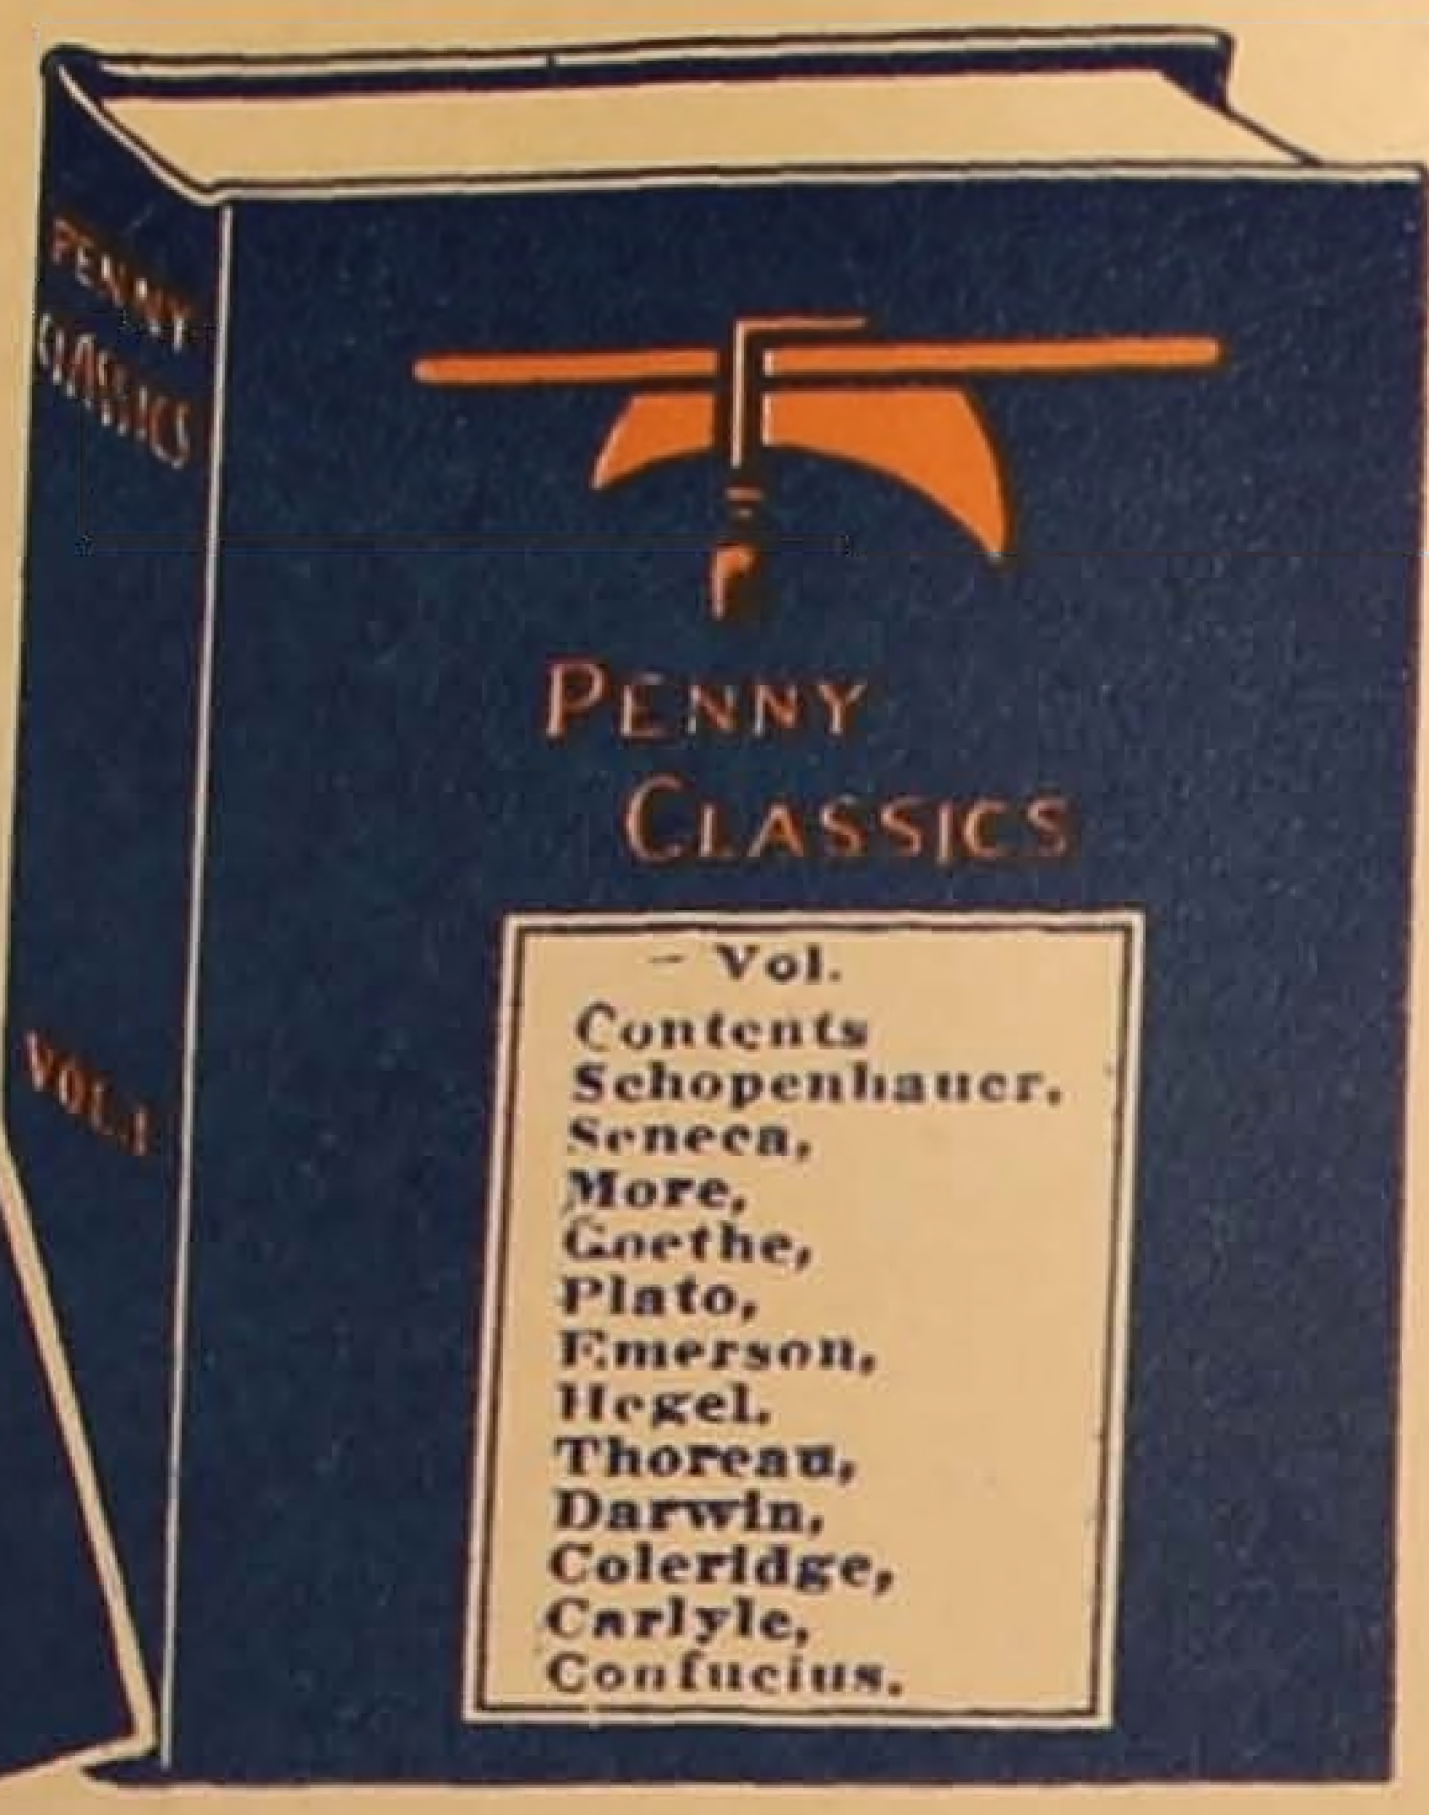 PENNY
CLASSICS
VOL.I
PENNY
CLASSICS
- Vol.
Contents
Schopenhauer.
Seneca,
More,
Goethe,
Plato,
Emerson,
Hegel.
Thoreau,
Darwin,
Coleridge,
Carlyle,
Confucius.